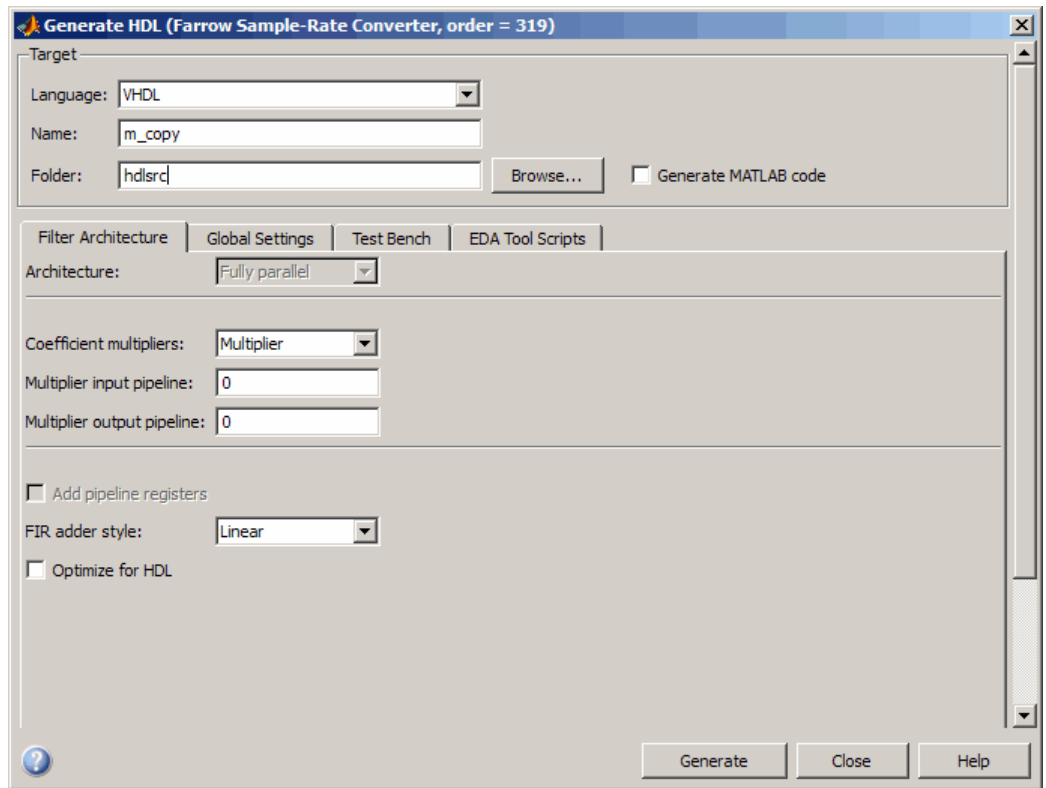 Generate HDL (Farrow Sample-Rate Converter, order = 319)
Target
Language: VHDL
Name: m_copy
Folder: hdlsrc Browse... Generate MATLAB code
Filter Architecture Global Settings Test Bench EDA Tool Scripts
Architecture: Fully parallel
Coefficient multipliers: Multiplier
Multiplier input pipeline: 0
Multiplier output pipeline: 0
Add pipeline registers
FIR adder style: Linear
Optimize for HDL
? Generate Close Help